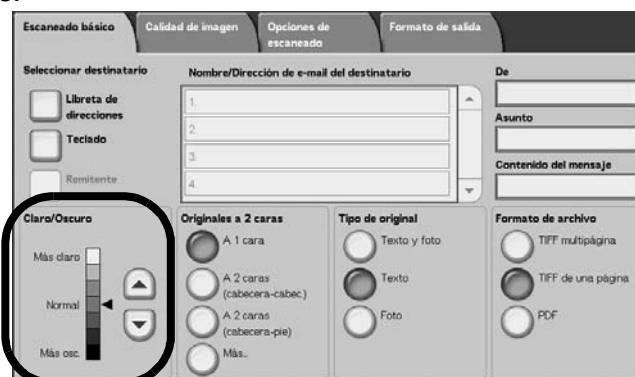 Escaneado básico
Calidad de imagen
Opciones de
escaneado
Formato de salida
Seleccionar destinatario
Libreta de
direcciones
Teclado
Remitente
Nombre/Dirección de e-mail del destinatario
1.
2.
3.
4.
De
Asunto
Contenido del mensaje
Claro/Oscuro
Más claro
Normal
Más osc.
Originales a 2 caras
A 1 cara
A 2 caras
(cabecera-cabec.)
A 2 caras
(cabecera-pie)
Más..
Tipo de original
Texto y foto
Texto
Foto
Formato de archivo
TIFF multipágina
TIFF de una página
PDF